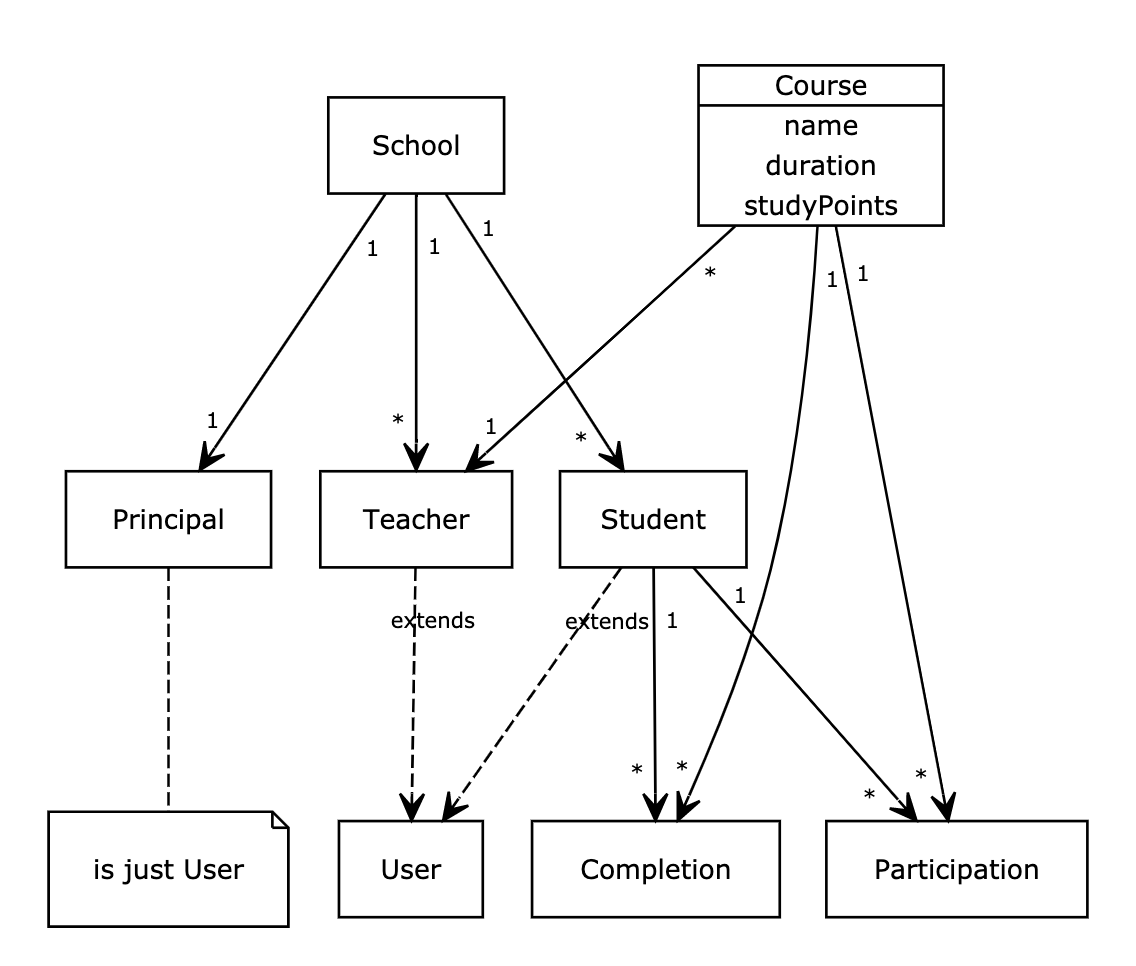 Course
School
name
duration
studyPoints
1
1
1
*
1
1
1
*
1
*
Principal
Teacher
Student
extends
extends
1
1
*
*
*
*
is just User
User
Completion
Participation